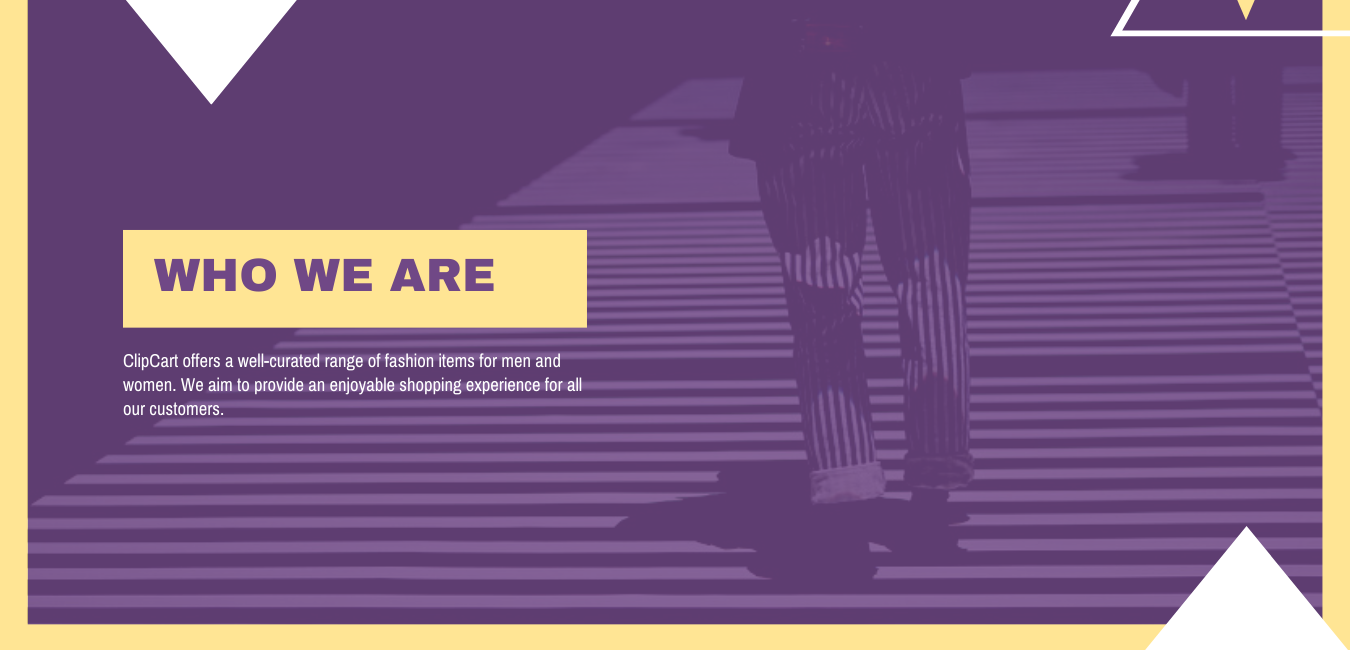 WHO WE ARE
ClipCart offers a well-curated range of fashion items for men and
women. We aim to provide an enjoyable shopping experience for all
our customers.